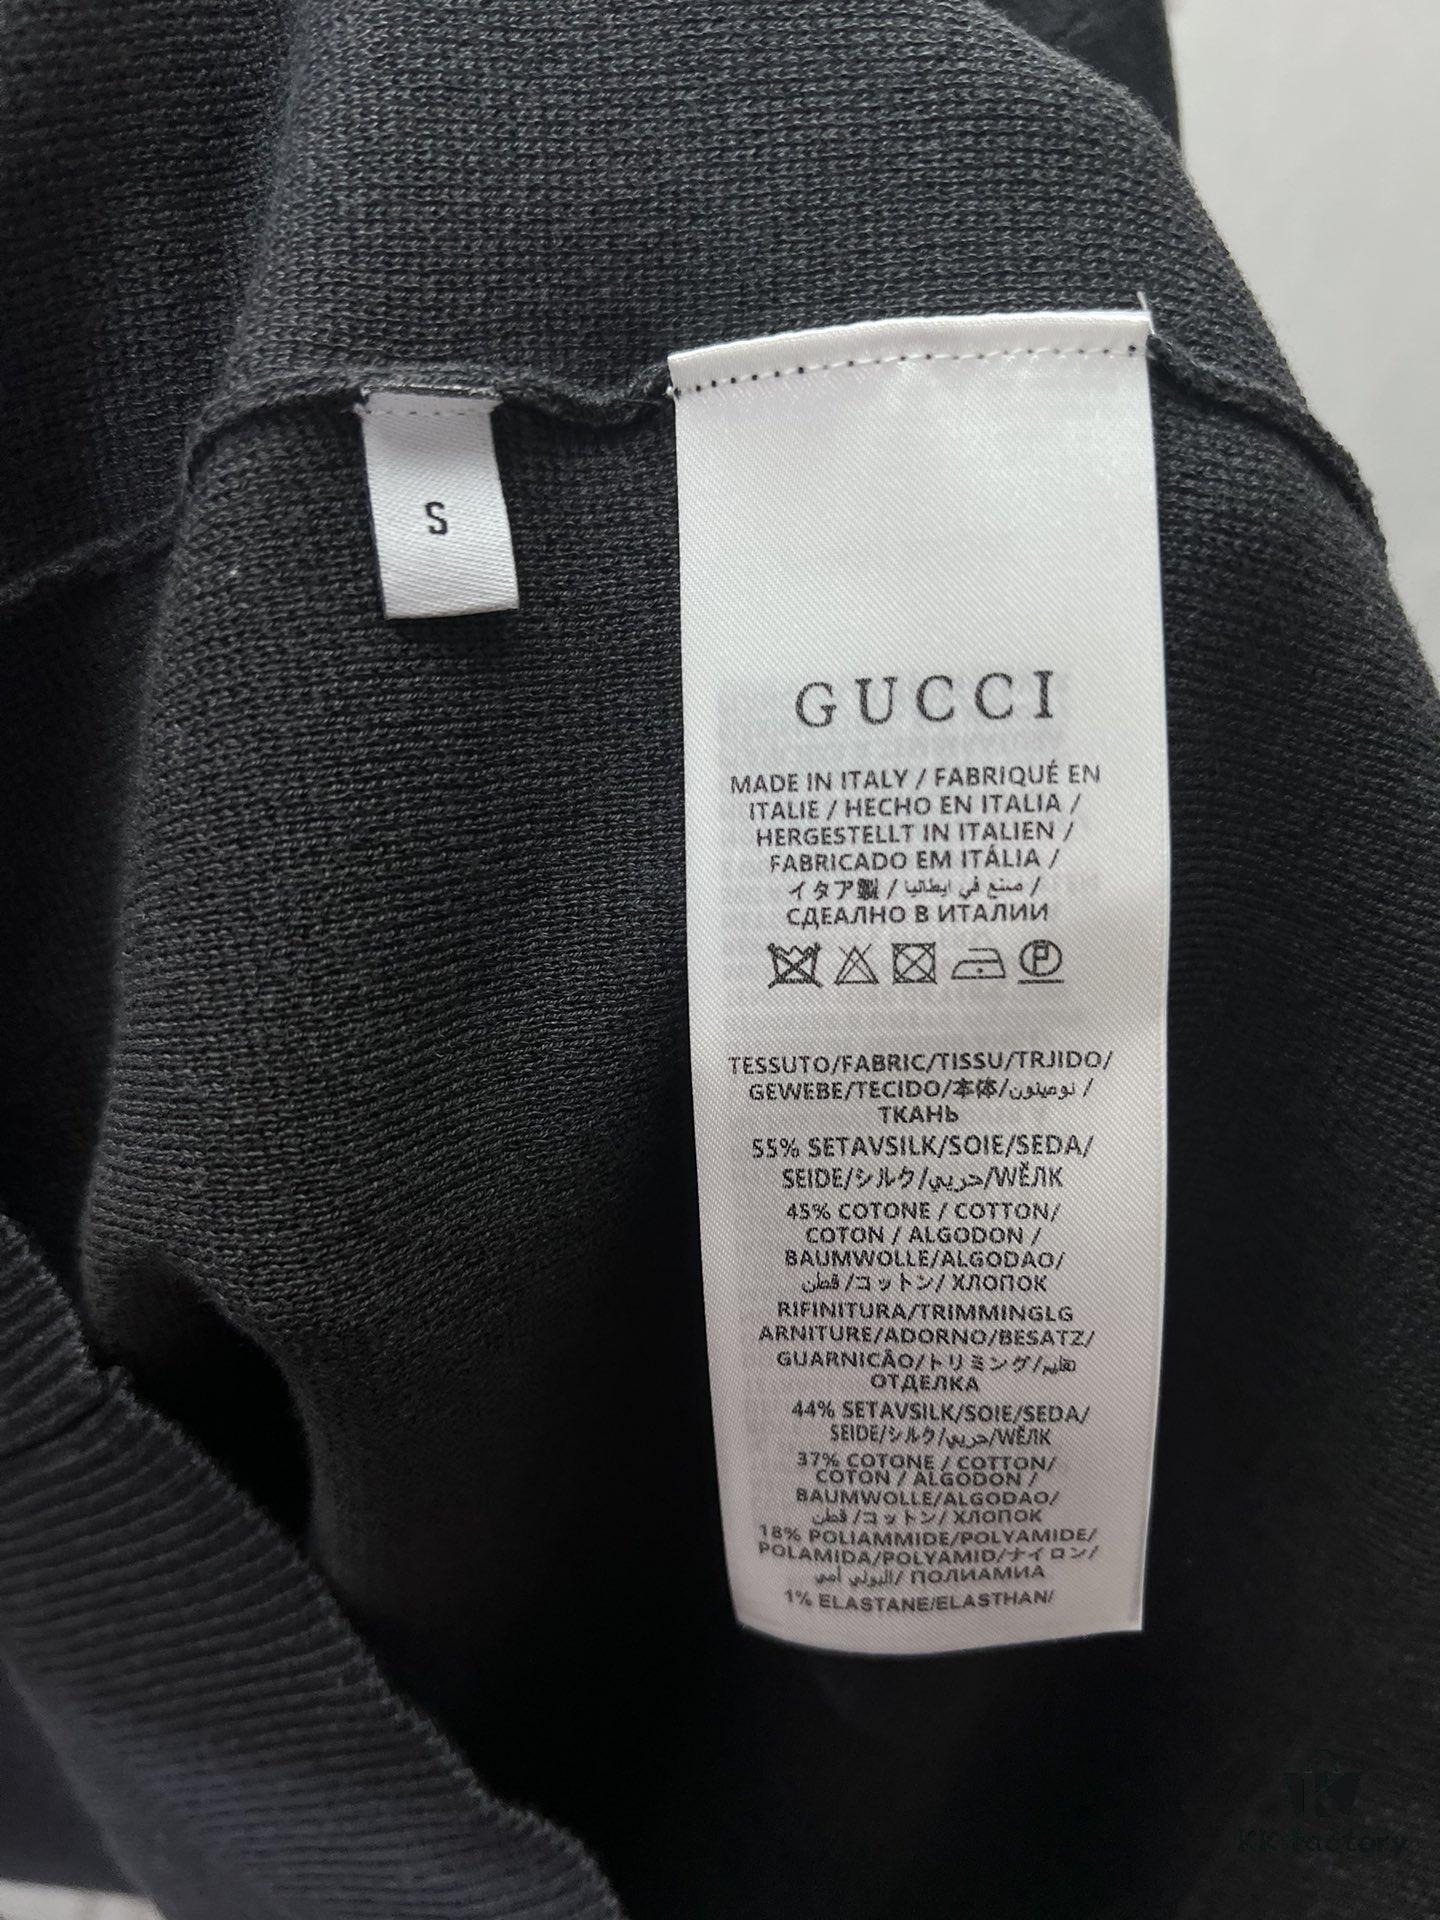 S
GUCCI
MADE IN ITALY / FABRIQUÉ EN
ITALIE / HECHO EN ITALIA /
HERGESTELLT IN ITALIEN /
FABRICADO EM ITÁLIA /
イタア製 / صنع في ايطاليا /
СДЕАЛНО В ИТАЛИИ
P
TESSUTO/FABRIC/TISSU/TRJIDO/
GEWEBE/TECIDO/本体/نومينون /
ТКАНЬ
55% SETAVSILK/SOIE/SEDA/
SEIDE/シルク/حريي/WĔЛK
45% COTONE / COTTON/
COTON / ALGODON /
BAUMWOLLE/ALGODAO/
قطن /コットン/ ХЛОПОК
RIFINITURA/TRIMMINGLG
ARNITURE/ADORNO/BESATZ/
GUARNICÃO/トリミング/
ОТДЕЛКА
44% SETAVSILK/SOIE/SEDA/
SEIDE/シルク/حريي/WĔЛK
37% COTONE / COTTON/
COTON / ALGODON /
BAUMWOLLE/ALGODAO/
قطن /コットン/ ХЛОПОК
18% POLIAMMIDE/POLYAMIDE/
POLAMIDA/POLYAMID/ナイロン/
ПОЛИАМИА
1% ELASTANE/ELASTHAN/
KK Factory